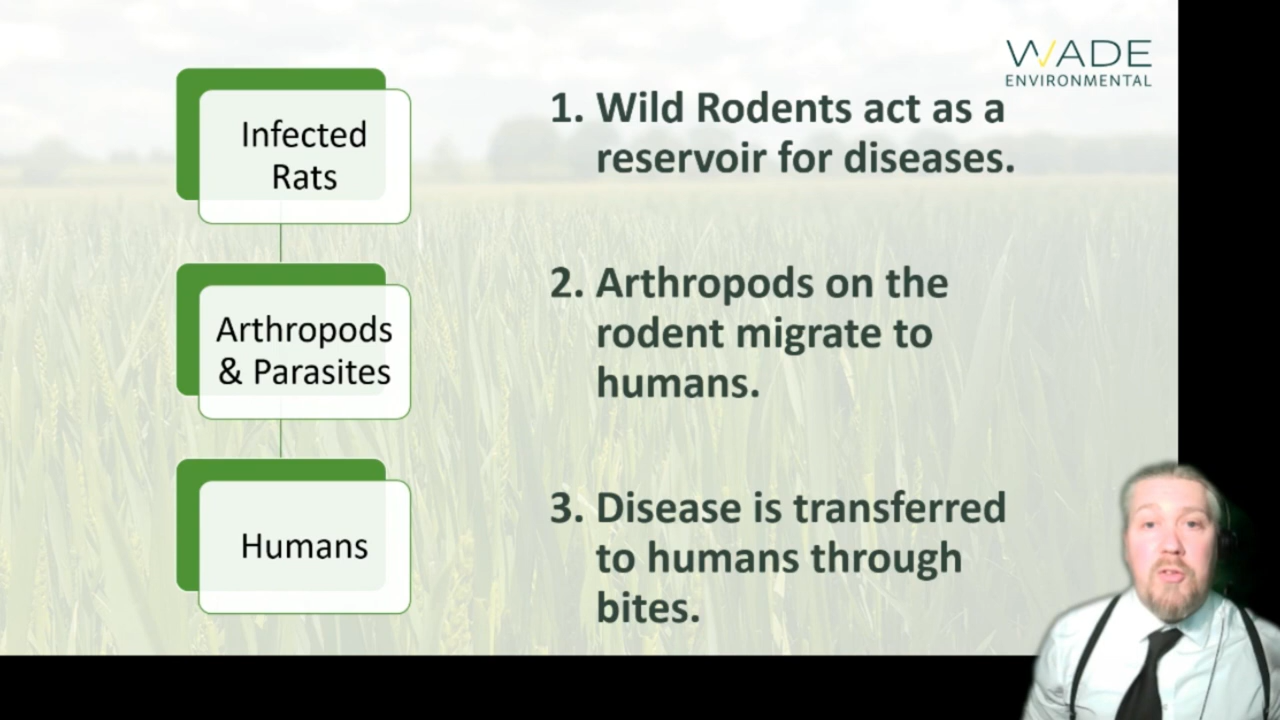 WADE
ENVIRONMENTAL
Infected
Rats
1. Wild Rodents act as a
reservoir for diseases.
Arthropods
& Parasites
2. Arthropods on the
rodent migrate to
humans.
Humans
3. Disease is transferred
to humans through
bites.